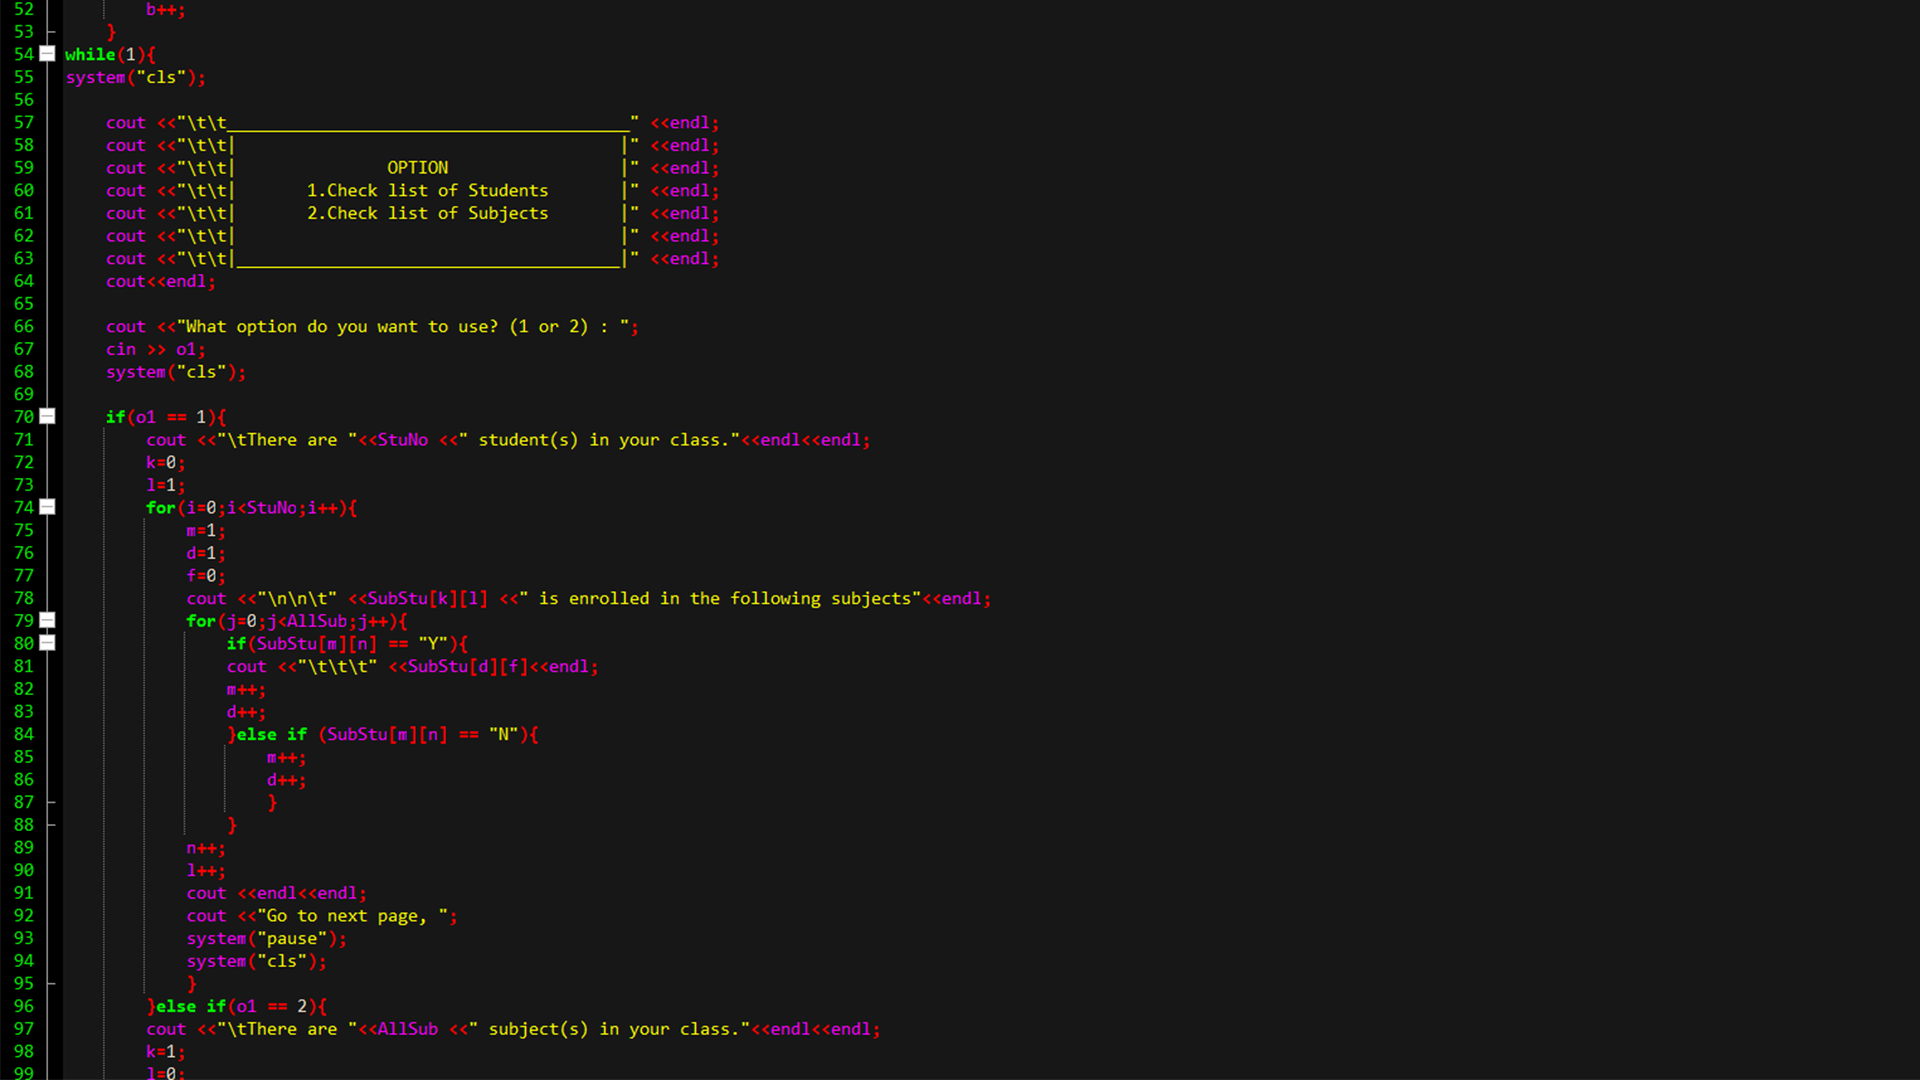 52 b++;
53 }
54 while(1){
55 system("cls");
56
57 cout <<"\t\t________________________________________" <<endl;
58 cout <<"\t\t|                                      |" <<endl;
59 cout <<"\t\t|               OPTION                 |" <<endl;
60 cout <<"\t\t|       1.Check list of Students       |" <<endl;
61 cout <<"\t\t|       2.Check list of Subjects       |" <<endl;
62 cout <<"\t\t|                                      |" <<endl;
63 cout <<"\t\t|______________________________________|" <<endl;
64 cout<<endl;
65
66 cout <<"What option do you want to use? (1 or 2) : ";
67 cin >> o1;
68 system("cls");
69
70 if(o1 == 1){
71 cout <<"\tThere are "<<StuNo <<" student(s) in your class."<<endl<<endl;
72 k=0;
73 l=1;
74 for(i=0;i<StuNo;i++){
75 m=1;
76 d=1;
77 f=0;
78 cout <<"\n\n\t" <<SubStu[k][l] <<" is enrolled in the following subjects"<<endl;
79 for(j=0;j<AllSub;j++){
80 if(SubStu[m][n] == "Y"){
81 cout <<"\t\t\t" <<SubStu[d][f]<<endl;
82 m++;
83 d++;
84 }else if (SubStu[m][n] == "N"){
85 m++;
86 d++;
87 }
88 }
89 n++;
90 l++;
91 cout <<endl<<endl;
92 cout <<"Go to next page, ";
93 system("pause");
94 system("cls");
95 }
96 }else if(o1 == 2){
97 cout <<"\tThere are "<<AllSub <<" subject(s) in your class."<<endl<<endl;
98 k=1;
99 l=0;